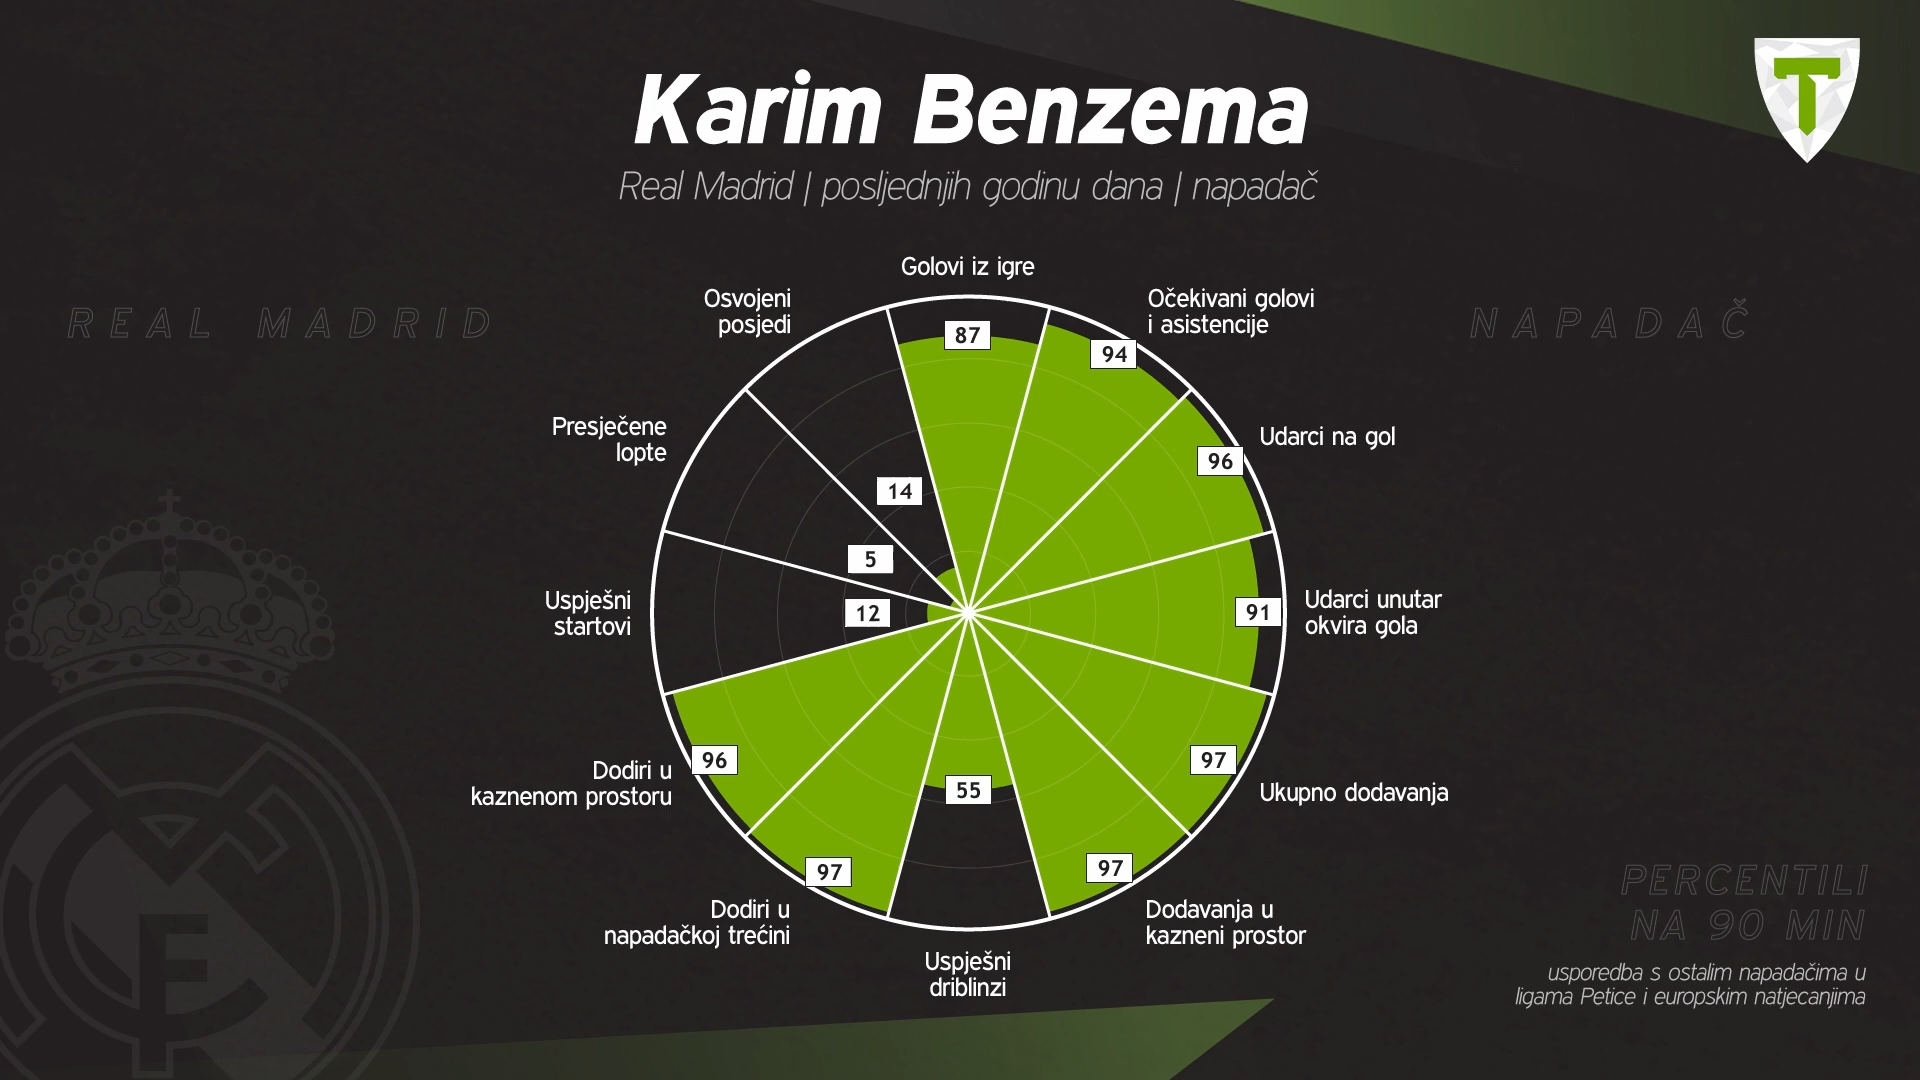 Karim Benzema
Real Madrid | posljednjih godinu dana | napadač
REAL MADRID
NAPADAČ
Golovi iz igre
87
Očekivani golovi
i asistencije
94
Udarci na gol
96
Udarci unutar
okvira gola
91
Ukupno dodavanja
97
Dodavanja u
kazneni prostor
97
Uspješni
driblinzi
55
Dodiri u
napadačkoj trećini
97
Dodiri u
kaznenom prostoru
96
Uspješni
startovi
12
Presječene
lopte
5
Osvojeni
posjedi
14
PERCENTILI
NA 90 MIN
usporedba s ostalim napadačima u
ligama Petice i europskim natjecanjima
T